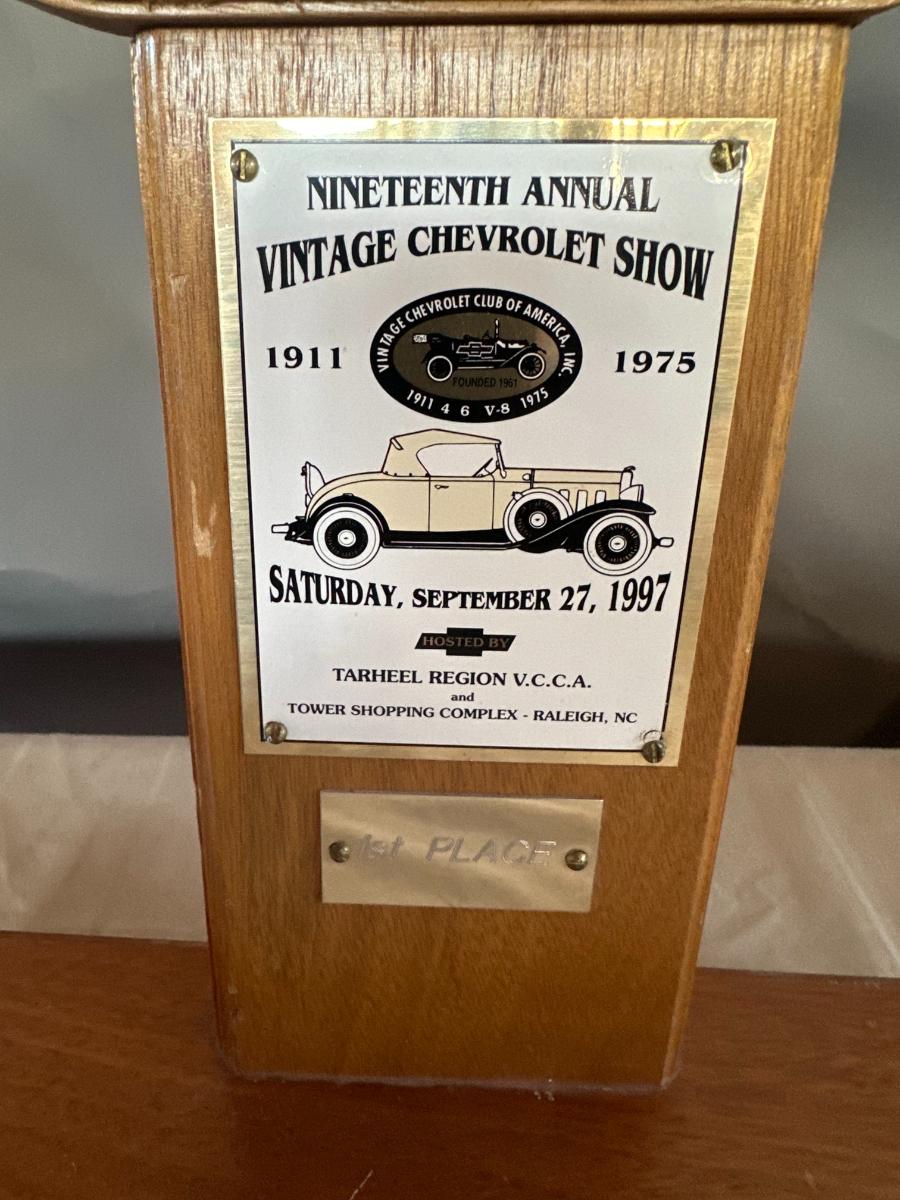 NINETEENTH ANNUAL
VINTAGE CHEVROLET SHOW
1911
VINTAGE CHEVROLET CLUB OF AMERICA, INC.
FOUNDED 1961
1911 4 6 V-8 1975
1975
SATURDAY, SEPTEMBER 27, 1997
HOSTED BY
TARHEEL REGION V.C.C.A.
and
TOWER SHOPPING COMPLEX - RALEIGH, NC
1st PLACE